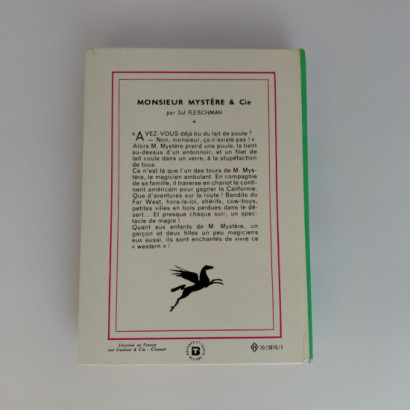 MONSIEUR MYSTÈRE & Cie
par Sid FLEISCHMAN
« AVEZ-VOUS déjà bu du lait de poule ?
— Non, monsieur, ça n'existe pas ! »
Alors M. Mystère prend une poule, la tient
au-dessus d'un entonnoir, et un filet de
lait coule dans un verre, à la stupéfaction
de tous.
Ce n'est là que l'un des tours de M. Mys-
tère, le magicien ambulant. En compagnie
de sa famille, il traverse en chariot le conti-
nent américain pour gagner la Californie.
Que d'aventures sur la route ! Bandits du
Far West, hors-la-loi, shérifs, cow-boys,
petites villes en bois perdues dans le dé-
sert... Et presque chaque soir, un spec-
tacle de magie !
Quant aux enfants de M. Mystère, un
garçon et deux filles un peu magiciens
eux aussi, ils sont enchantés de vivre ce
« western » !
Imprimé en France